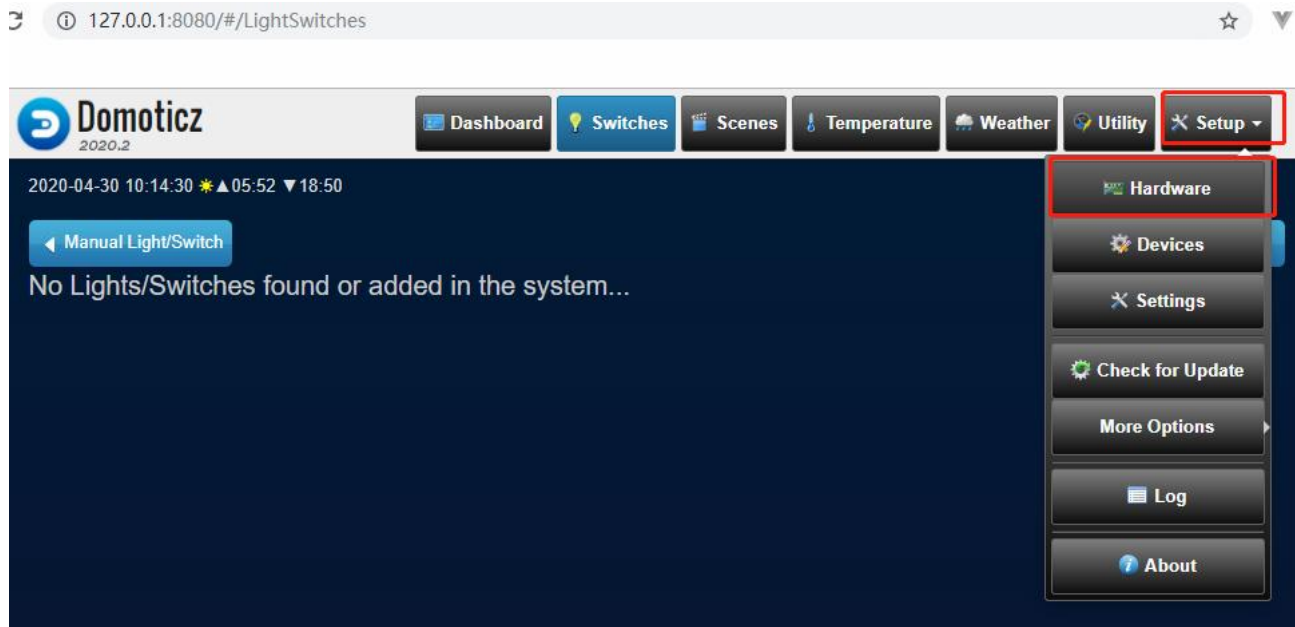 127.0.0.1:8080/#/LightSwitches
Domoticz
2020.2
Dashboard Switches Scenes Temperature Weather Utility Setup
2020-04-30 10:14:30 ☀▲05:52 ▼18:50
Manual Light/Switch
No Lights/Switches found or added in the system...
Hardware
Devices
Settings
Check for Update
More Options
Log
About